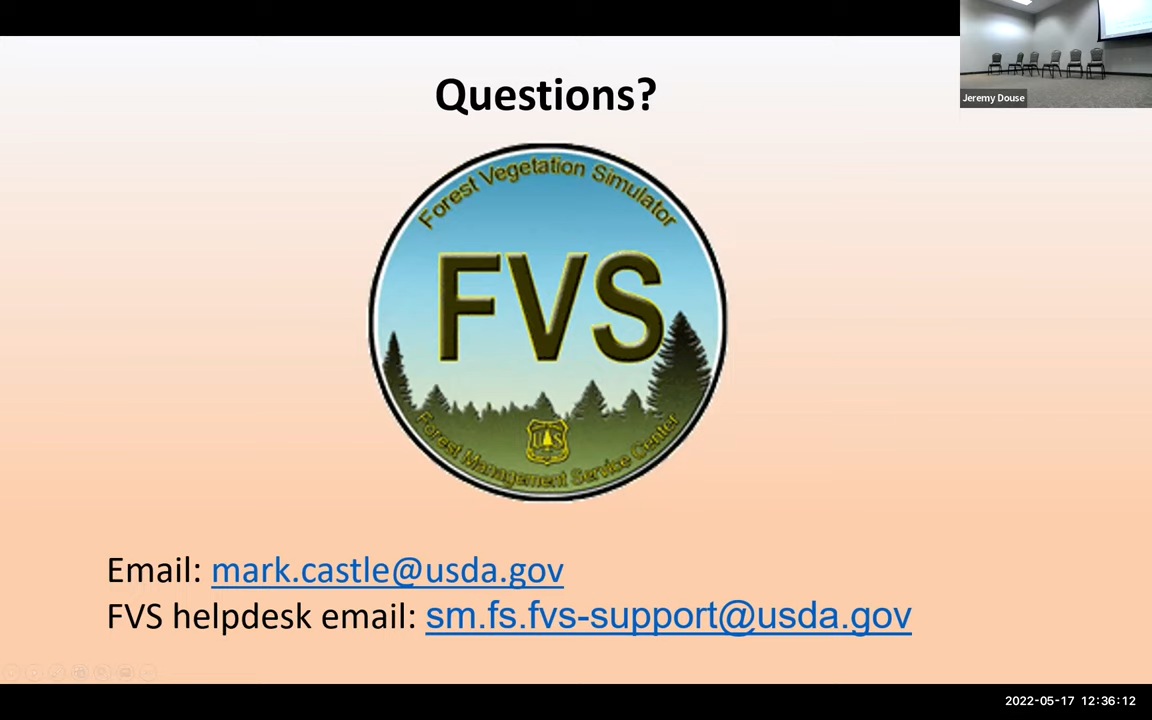 Questions?
Jeremy Douse
Forest Vegetation Simulator
FVS
US
Forest Management Service Center
Email: mark.castle@usda.gov
FVS helpdesk email: sm.fs.fvs-support@usda.gov
2022-05-17 12:36:12